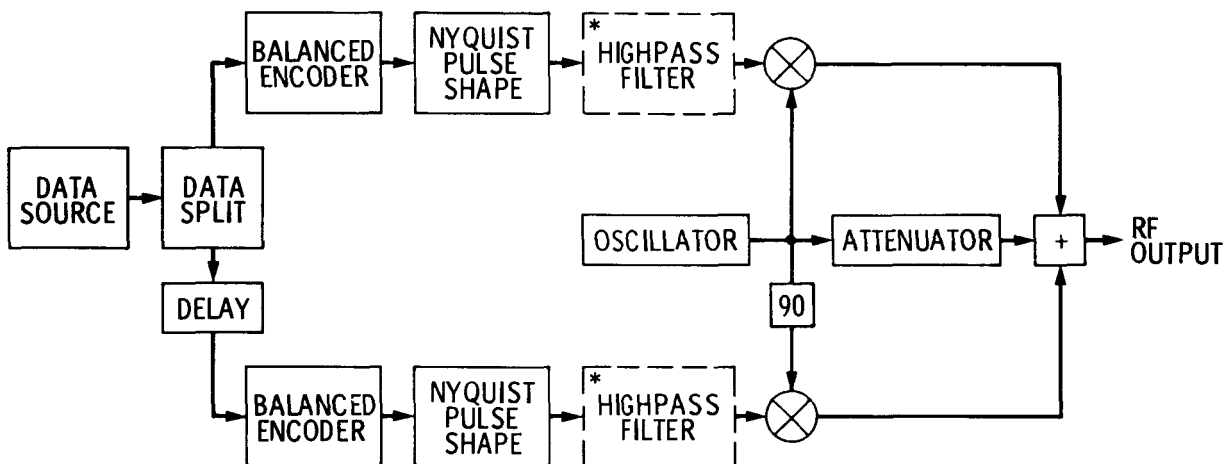 BALANCED
ENCODER
NYQUIST
PULSE
SHAPE
*
HIGHPASS
FILTER
DATA
SOURCE
DATA
SPLIT
OSCILLATOR
ATTENUATOR
+
RF
OUTPUT
DELAY
90
BALANCED
ENCODER
NYQUIST
PULSE
SHAPE
*
HIGHPASS
FILTER